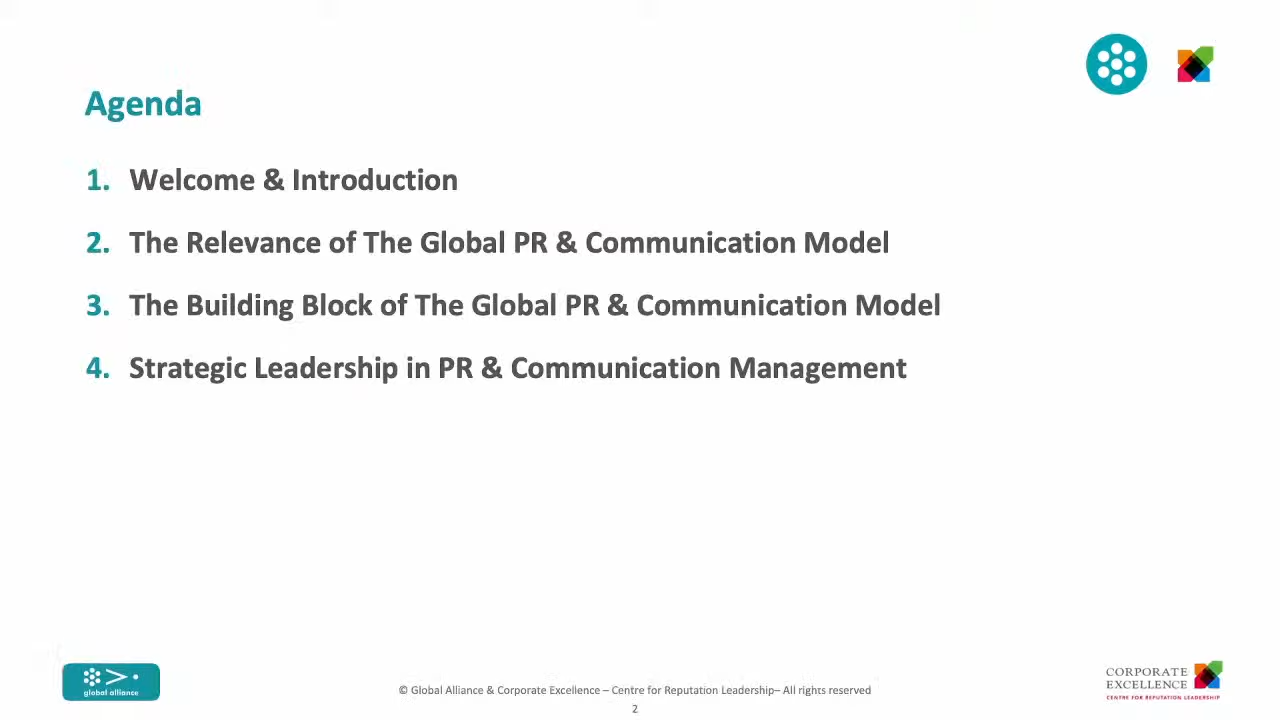 Agenda
1. Welcome & Introduction
2. The Relevance of The Global PR & Communication Model
3. The Building Block of The Global PR & Communication Model
4. Strategic Leadership in PR & Communication Management
global alliance
© Global Alliance & Corporate Excellence – Centre for Reputation Leadership– All rights reserved
2
CORPORATE
EXCELLENCE
CENTRE FOR REPUTATION LEADERSHIP